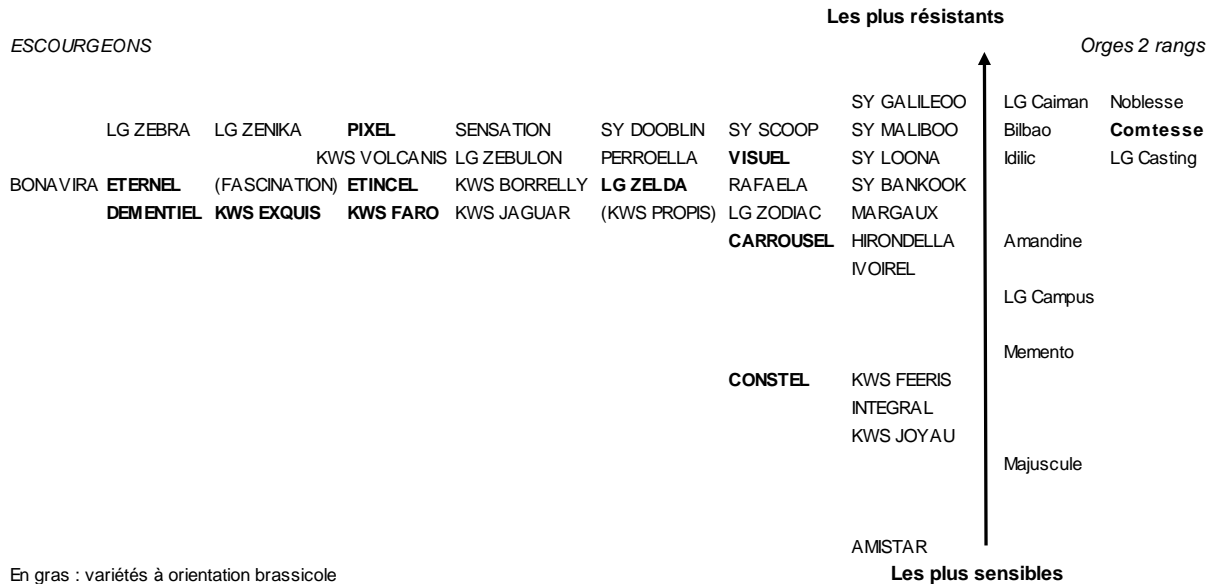 Les plus résistants
ESCOURGEONS Orges 2 rangs
SY GALILEOO LG Caiman Noblesse
LG ZEBRA LG ZENIKA PIXEL SENSATION SY DOOBLIN SY SCOOP SY MALIBOO Bilbao Comtesse
KWS VOLCANIS LG ZEBULON PERROELLA VISUEL SY LOONA Idilic LG Casting
BONAVIRA ETERNEL (FASCINATION) ETINCEL KWS BORRELLY LG ZELDA RAFAELA SY BANKOOK
DEMENTIEL KWS EXQUIS KWS FARO KWS JAGUAR (KWS PROPIS) LG ZODIAC MARGAUX
CARROUSEL HIRONDELLA Amandine
IVOIREL
LG Campus
Memento
CONSTEL KWS FEERIS
INTEGRAL
KWS JOYAU
Majuscule
AMISTAR
En gras : variétés à orientation brassicole Les plus sensibles